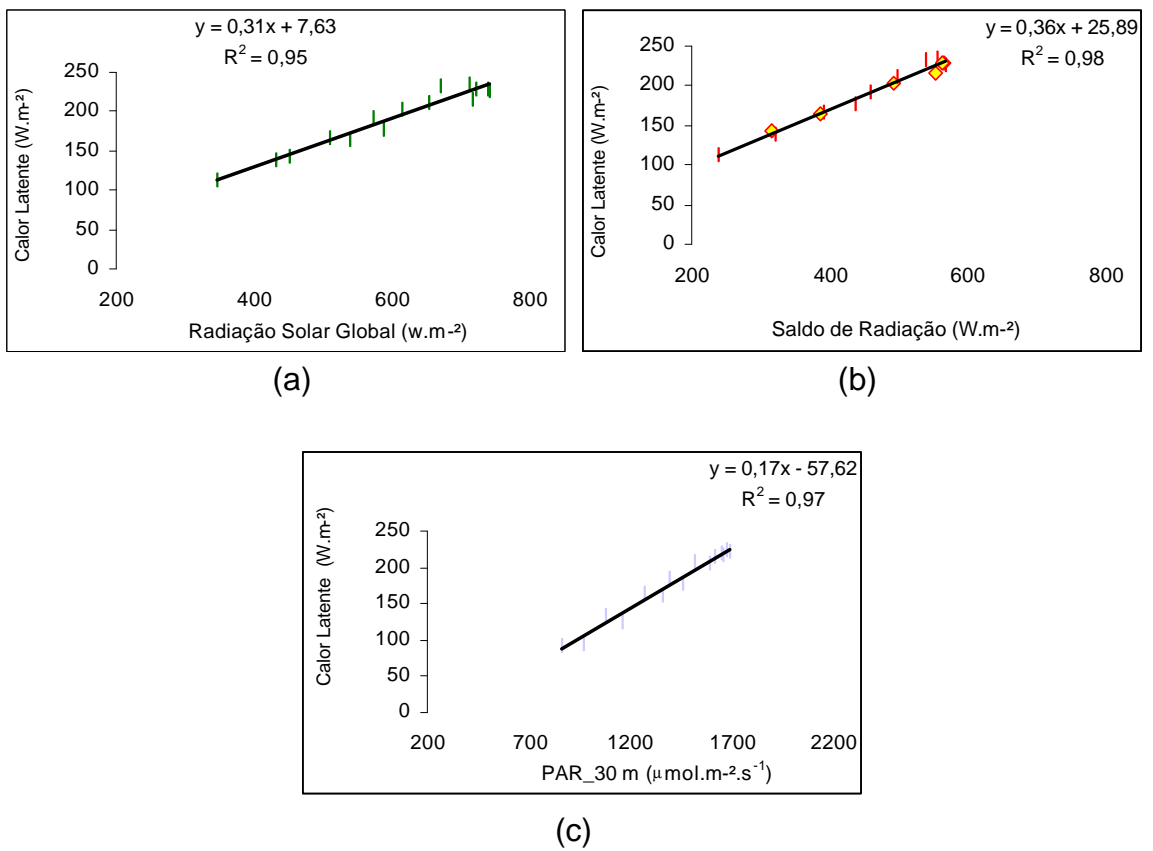 y = 0,31x + 7,63
R² = 0,95
250
200
150
100
50
0
200 400 600 800
Calor Latente (W.m-²)
Radiação Solar Global (w.m-²)
(a)
y = 0,36x + 25,89
R² = 0,98
250
200
150
100
50
0
200 400 600 800
Calor Latente (W.m-²)
Saldo de Radiação (W.m-²)
(b)
y = 0,17x - 57,62
R² = 0,97
250
200
150
100
50
0
200 700 1200 1700 2200
Calor Latente (W.m-²)
PAR_30 m (μmol.m-².s⁻¹)
(c)